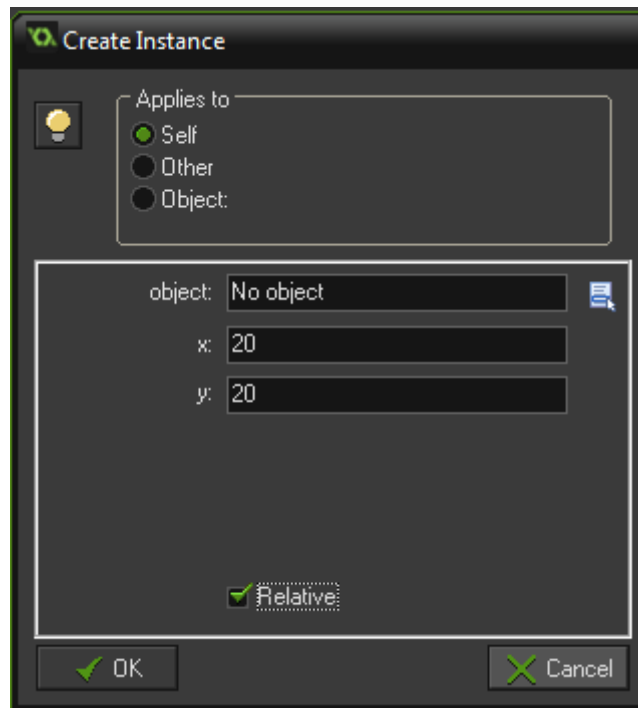 Create Instance
Applies to
Self
Other
Object:
object: No object
x: 20
y: 20
Relative
OK Cancel